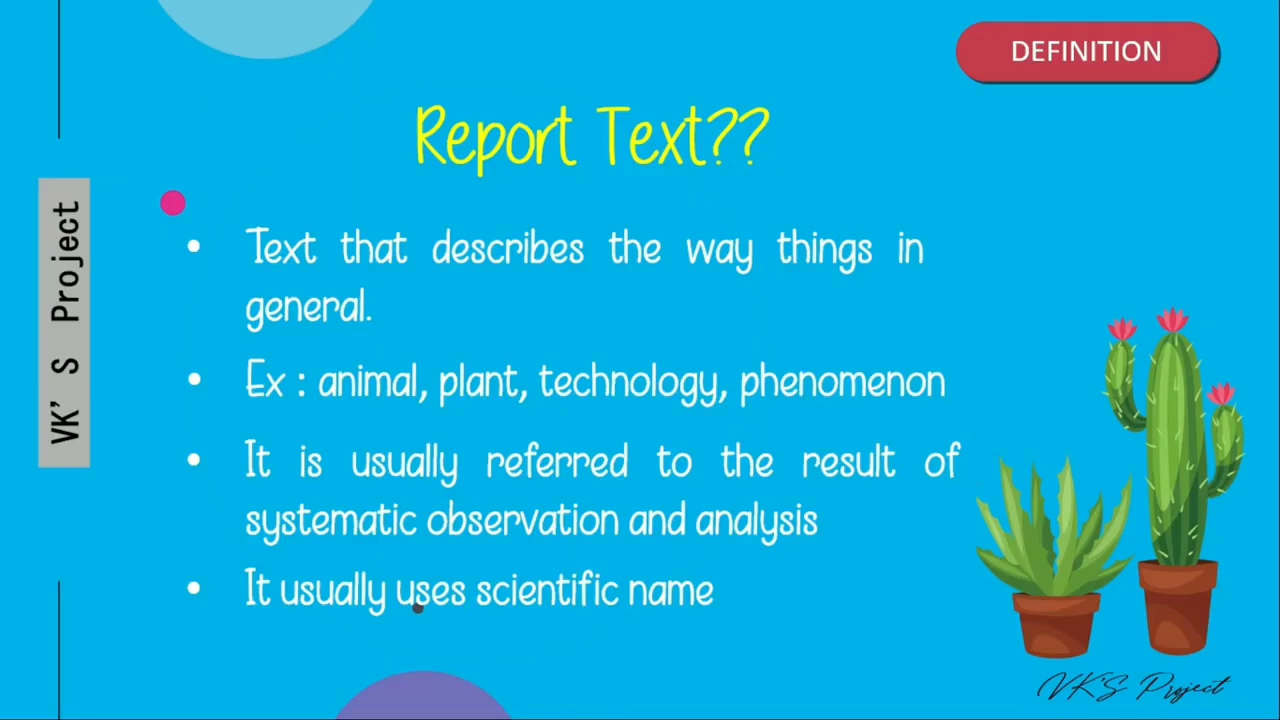 DEFINITION
Report Text??
VK' S Project
• Text that describes the way things in
general.
• Ex : animal, plant, technology, phenomenon
• It is usually referred to the result of
systematic observation and analysis
• It usually uses scientific name
VK'S Project